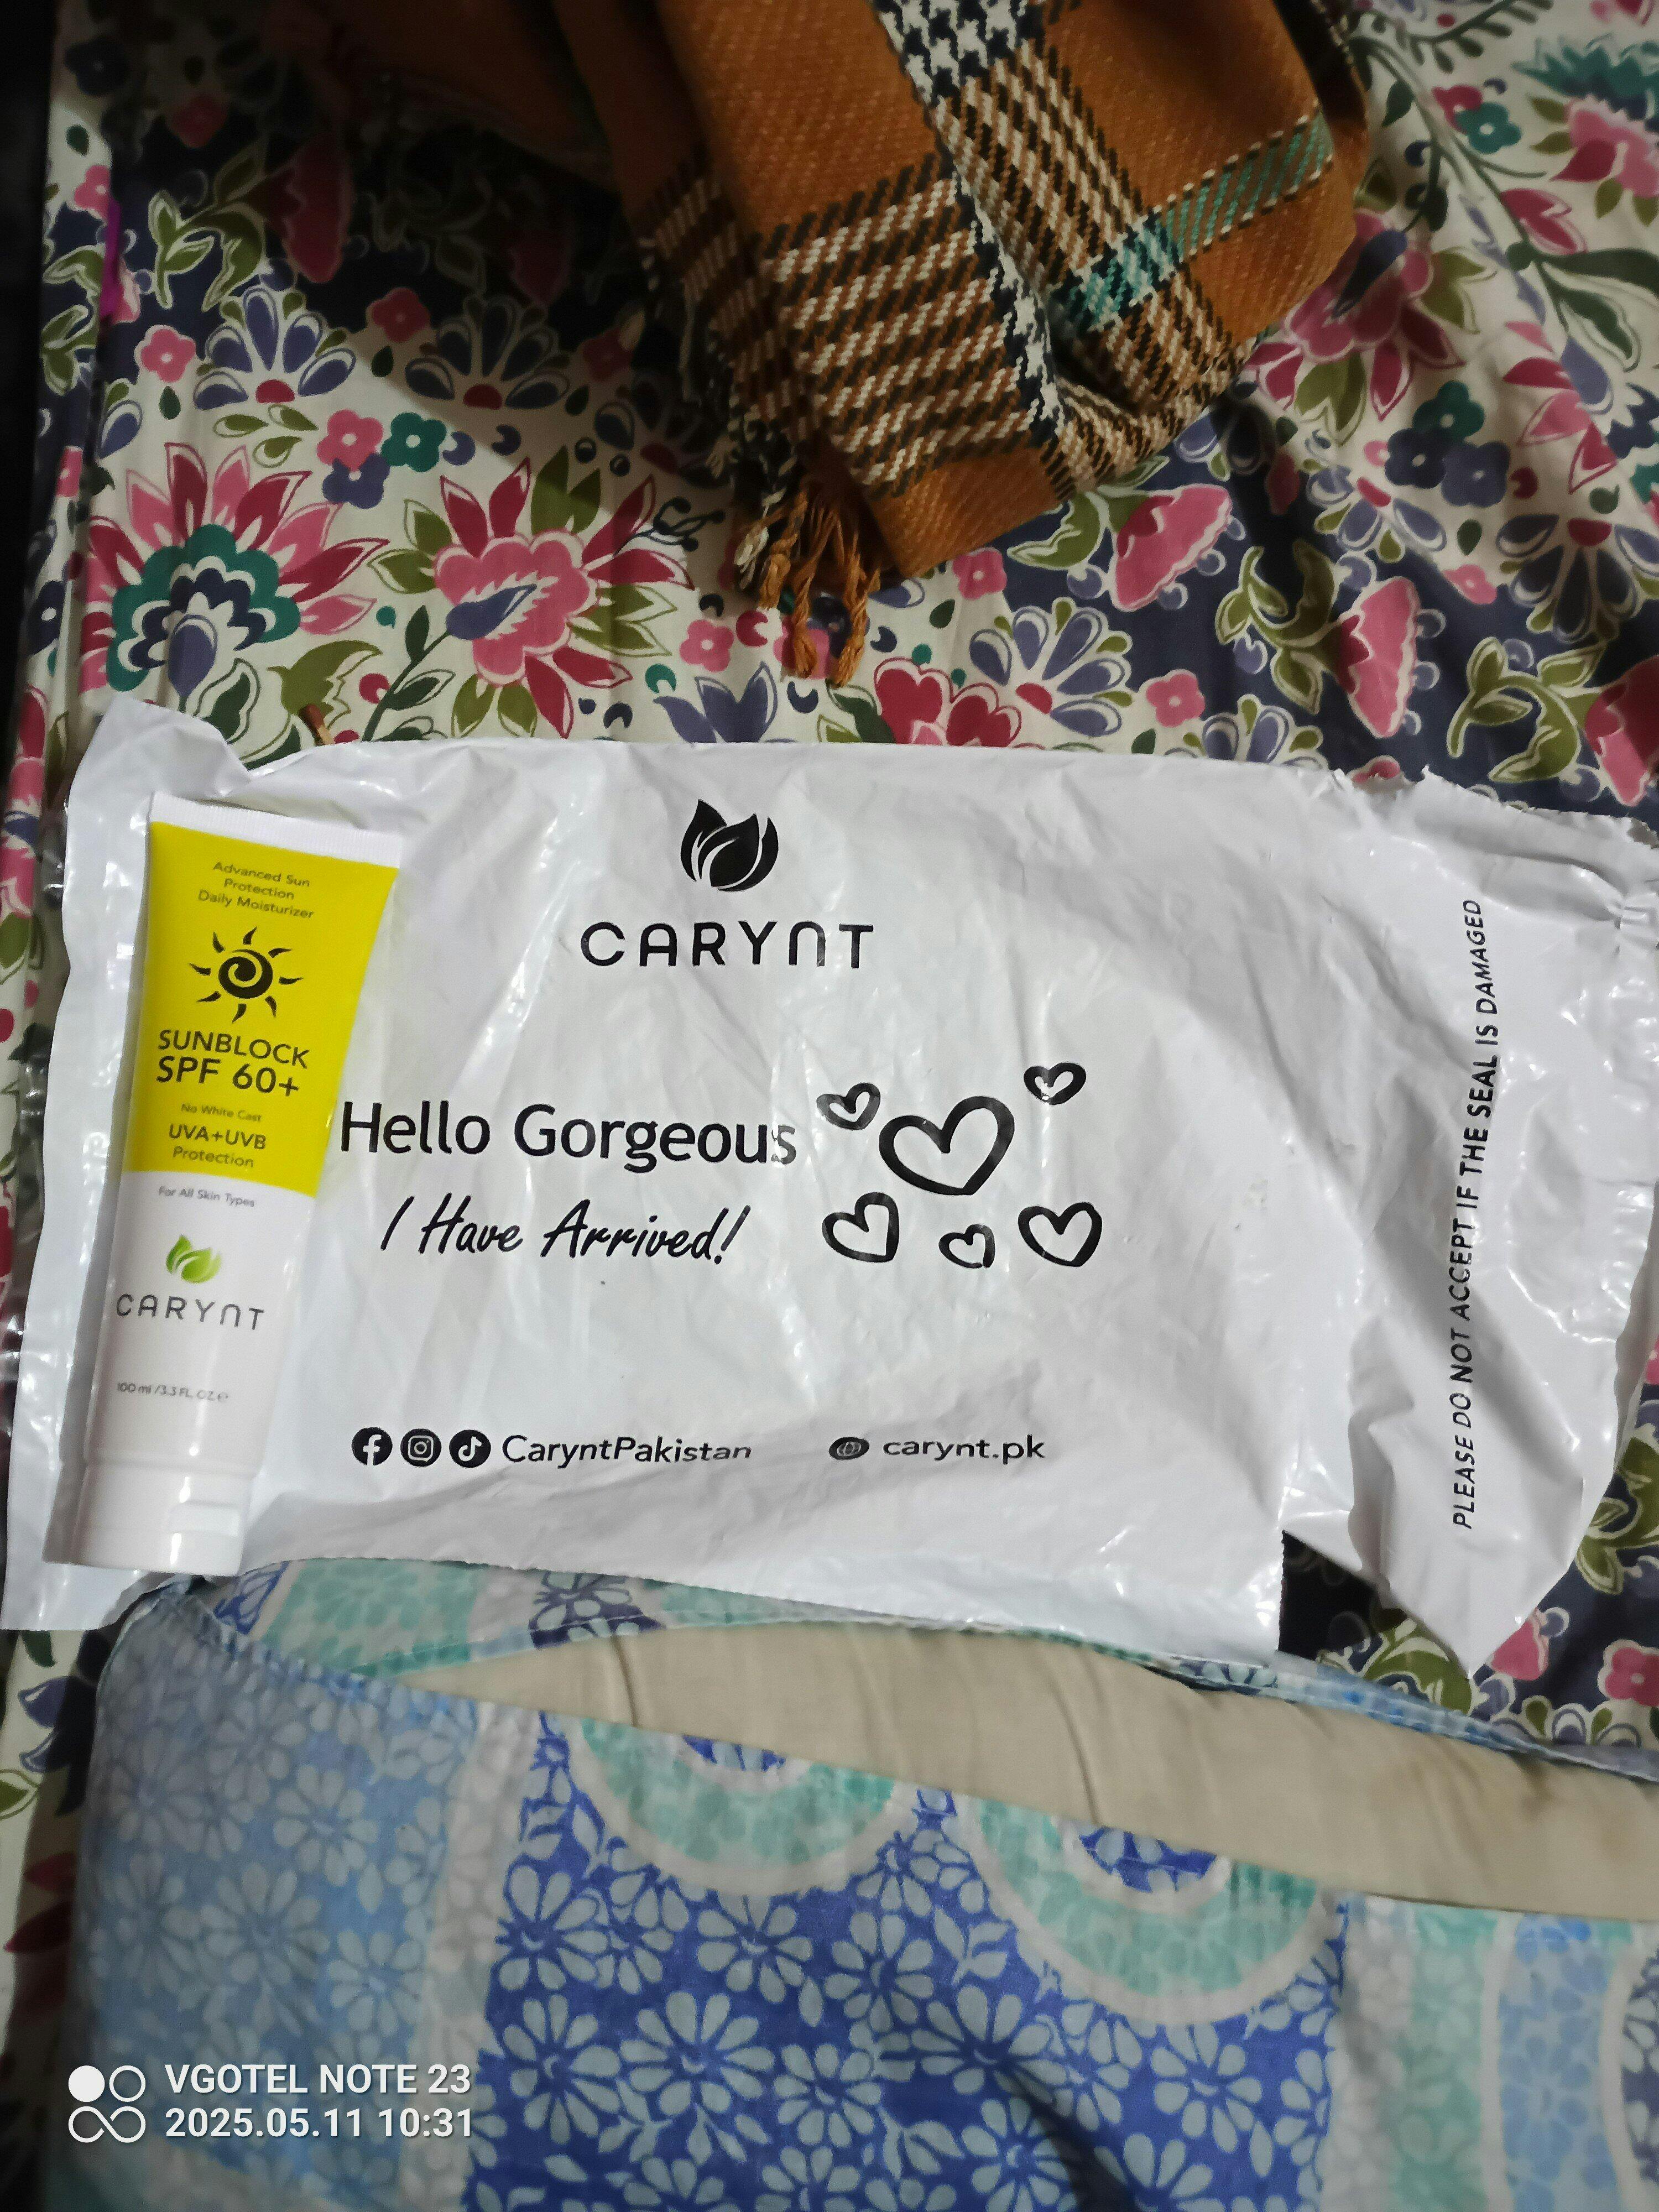 Advanced Sun
Protection
Daily Moisturizer
SUNBLOCK
SPF 60+
No White Cast
UVA+UVB
Protection
For All Skin Types
CARYNT
100 ml /3.3 FL. OZ. e
CARYNT
Hello Gorgeous
I Have Arrived!
CaryntPakistan
carynt.pk
PLEASE DO NOT ACCEPT IF THE SEAL IS DAMAGED
VGOTEL NOTE 23
2025.05.11 10:31